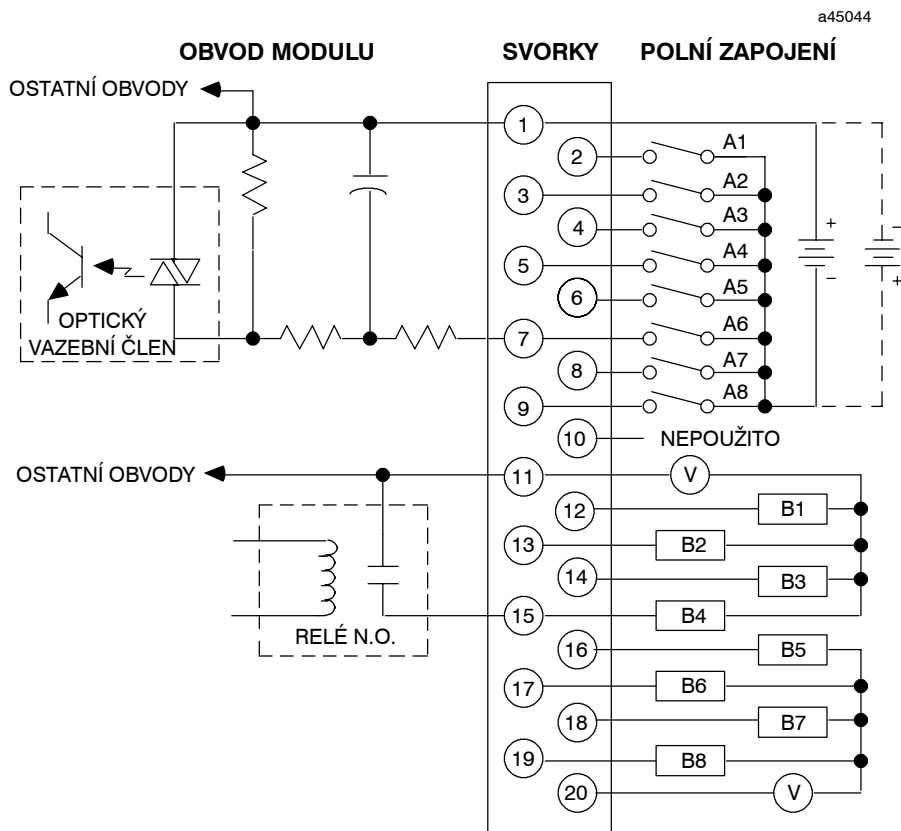 a45044
OBVOD MODULU SVORKY POLNÍ ZAPOJENÍ
OSTATNÍ OBVODY
1
2 A1
3 A2
4 A3
5 A4
6 A5
7 A6
8 A7
9 A8
+ − − +
OPTICKÝ
VAZEBNÍ ČLEN
10 NEPOUŽITO
OSTATNÍ OBVODY 11 V
12 B1
13 B2
14 B3
15 B4
RELÉ N.O.
16 B5
17 B6
18 B7
19 B8
20 V